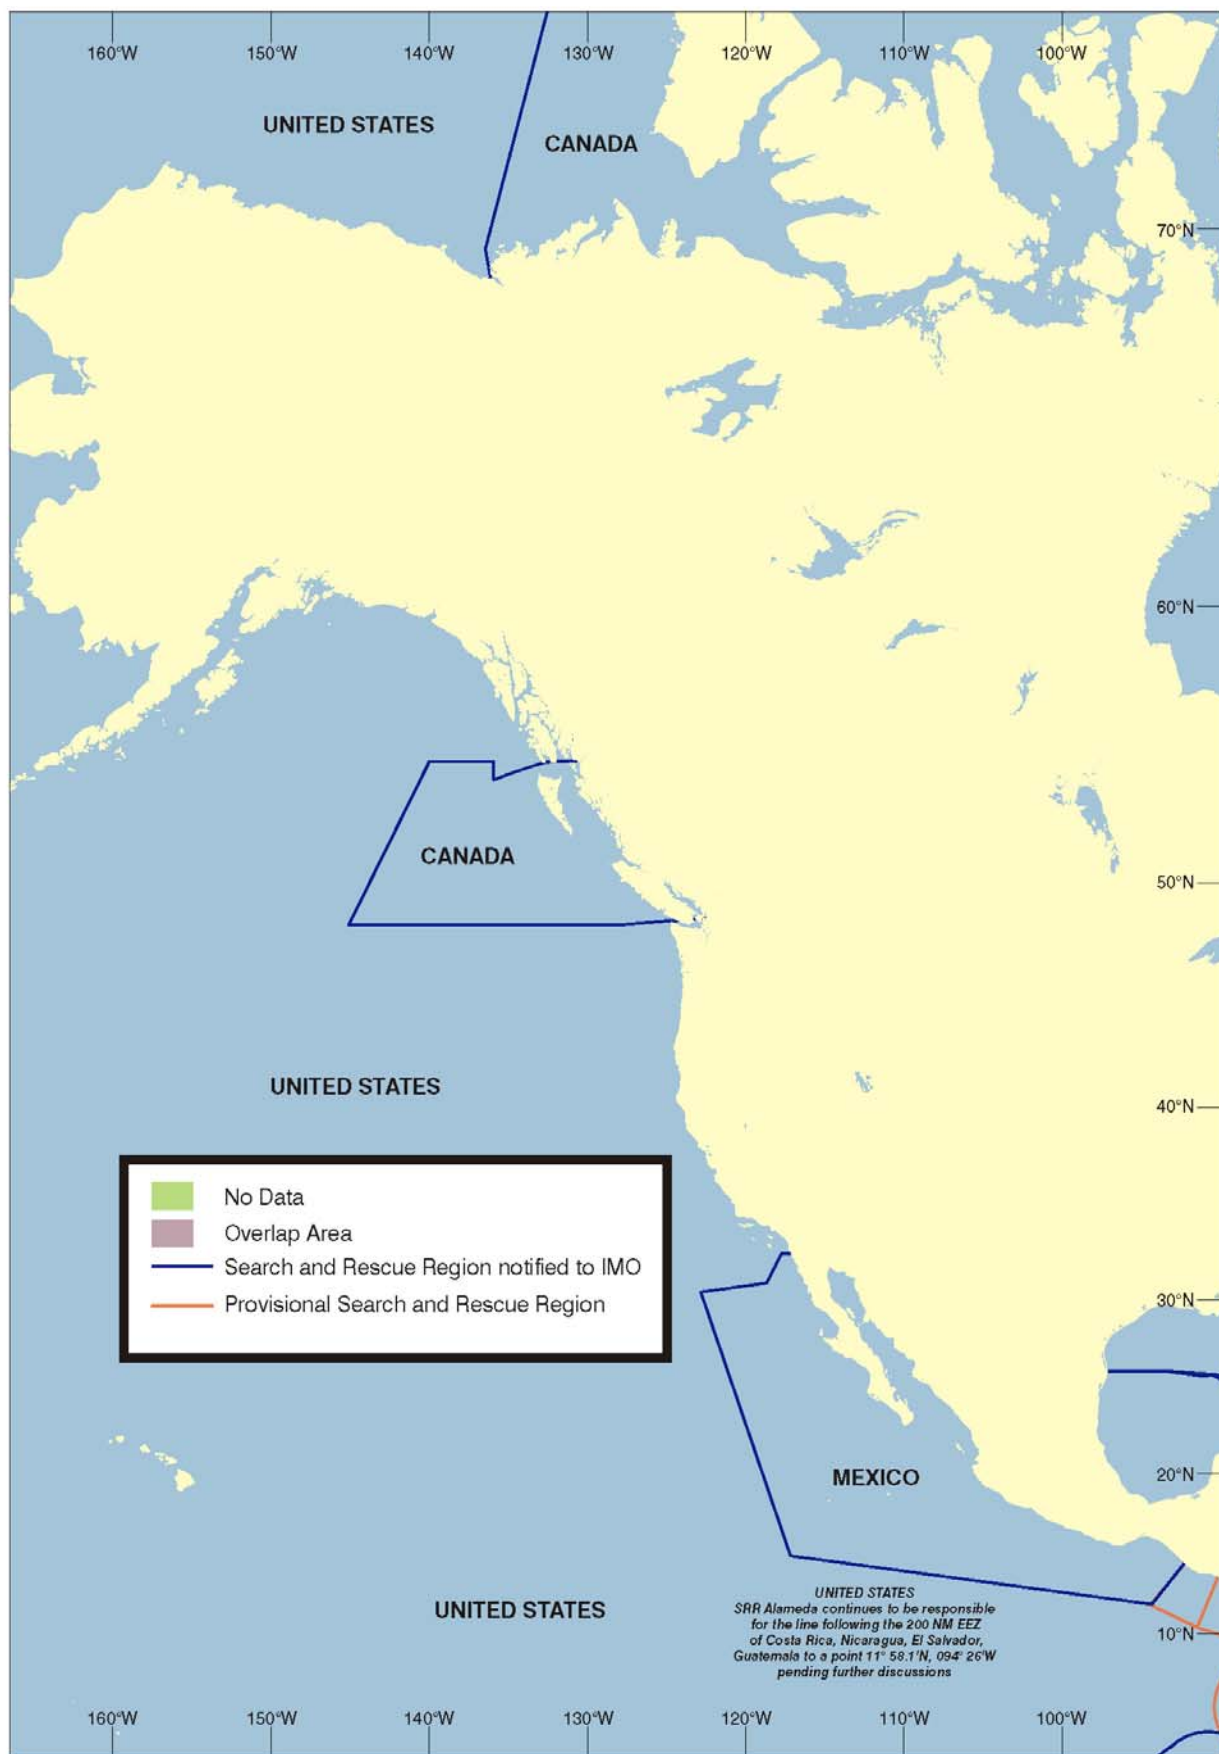 160°W 150°W 140°W 130°W 120°W 110°W 100°W
UNITED STATES
CANADA
70°N
60°N
CANADA
50°N
UNITED STATES
40°N
No Data
Overlap Area
Search and Rescue Region notified to IMO
Provisional Search and Rescue Region
30°N
MEXICO
20°N
UNITED STATES
UNITED STATES
SRR Alameda continues to be responsible
for the line following the 200 NM EEZ
of Costa Rica, Nicaragua, El Salvador,
Guatemala to a point 11° 58.1'N, 094° 26'W
pending further discussions
10°N
160°W 150°W 140°W 130°W 120°W 110°W 100°W